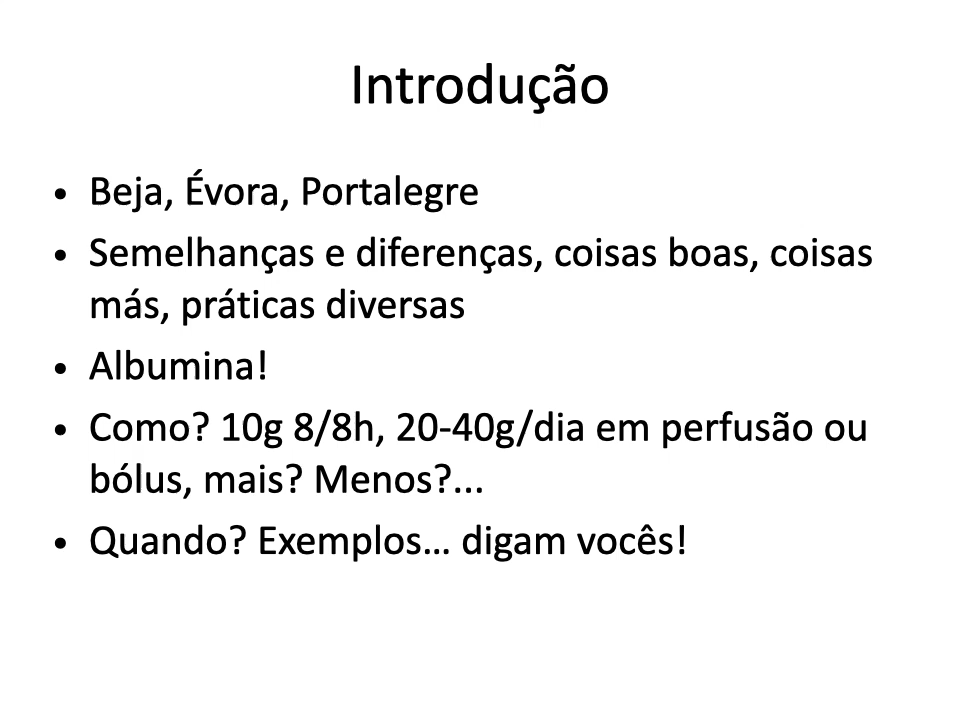 Introdução
• Beja, Évora, Portalegre
• Semelhanças e diferenças, coisas boas, coisas
más, práticas diversas
• Albumina!
• Como? 10g 8/8h, 20-40g/dia em perfusão ou
bólus, mais? Menos?...
• Quando? Exemplos… digam vocês!